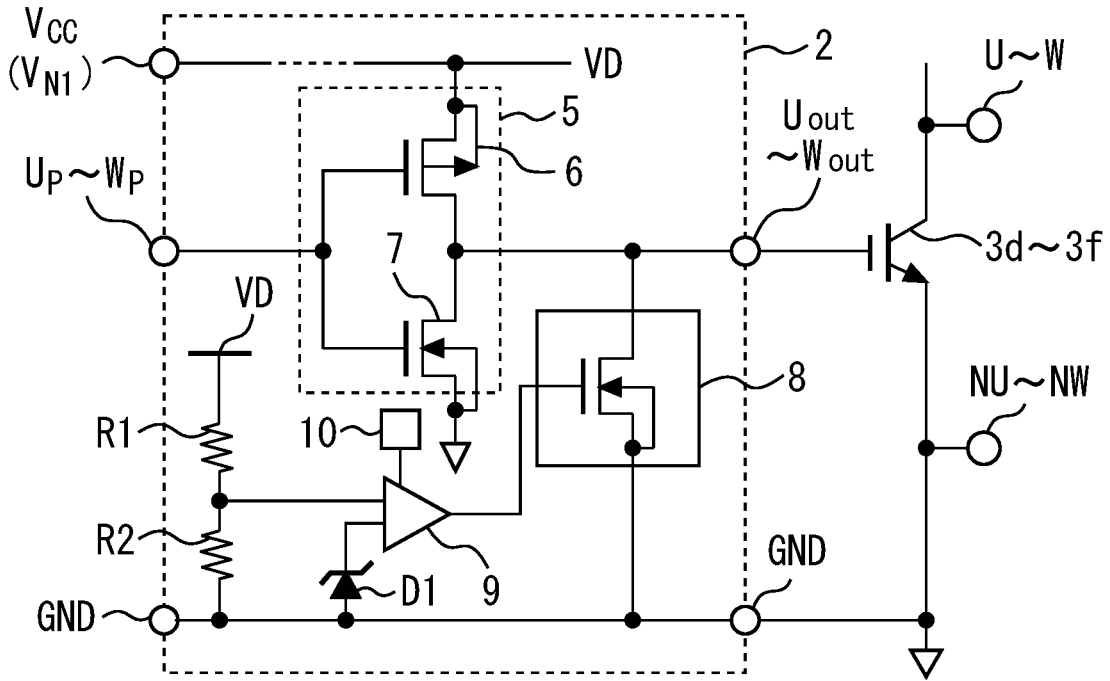 VCC
(VN1)
VD
2
U~W
5
Uout
~Wout
6
UP~WP
7
3d~3f
VD
8
NU~NW
R1
10
R2
GND
D1
9
GND